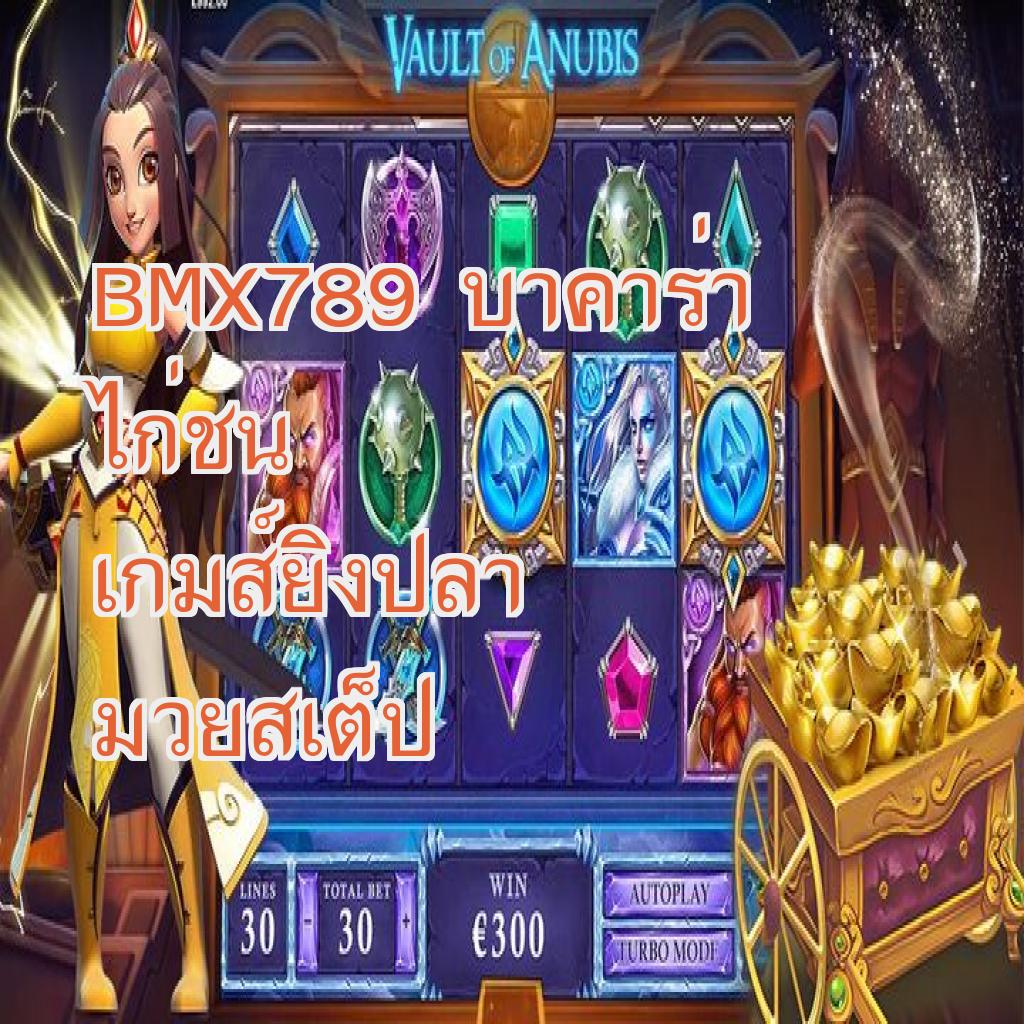 VAULT OF ANUBIS
BMX789 บาคาร่า
ไก่ชน
เกมส์ยิงปลา
มวยสเต็ป
LINES
30
TOTAL BET
- 30 +
WIN
€300
AUTOPLAY
TURBO MODE